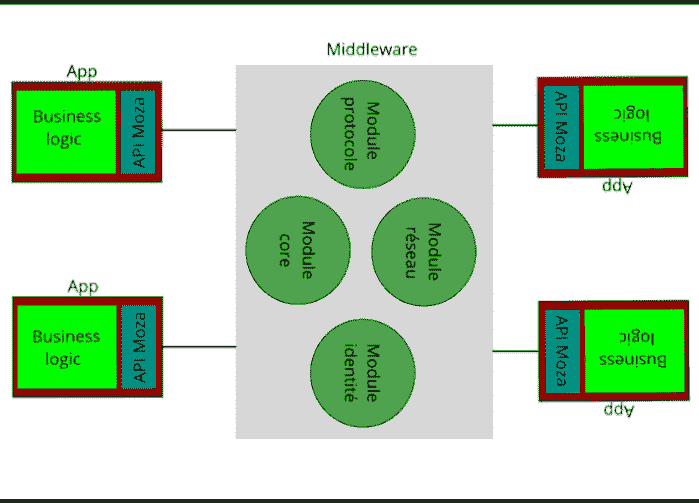 Middleware
App
Business
logic
API Moza
App
Business
logic
API Moza
Module
protocole
Module
core
Module
réseau
Module
identité
API Moza
Business
logic
App
API Moza
Business
logic
App